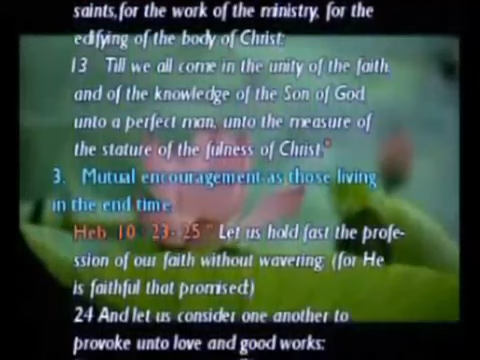 saints,for the work of the ministry, for the
edifying of the body of Christ:
13 Till we all come in the unity of the faith,
and of the knowledge of the Son of God,
unto a perfect man, unto the measure of
the stature of the fulness of Christ."
3. Mutual encouragement as those living
in the end time.
Heb 10 : 23- 25 " Let us hold fast the profe-
ssion of our faith without wavering; (for He
is faithful that promised;)
24 And let us consider one another to
provoke unto love and good works: